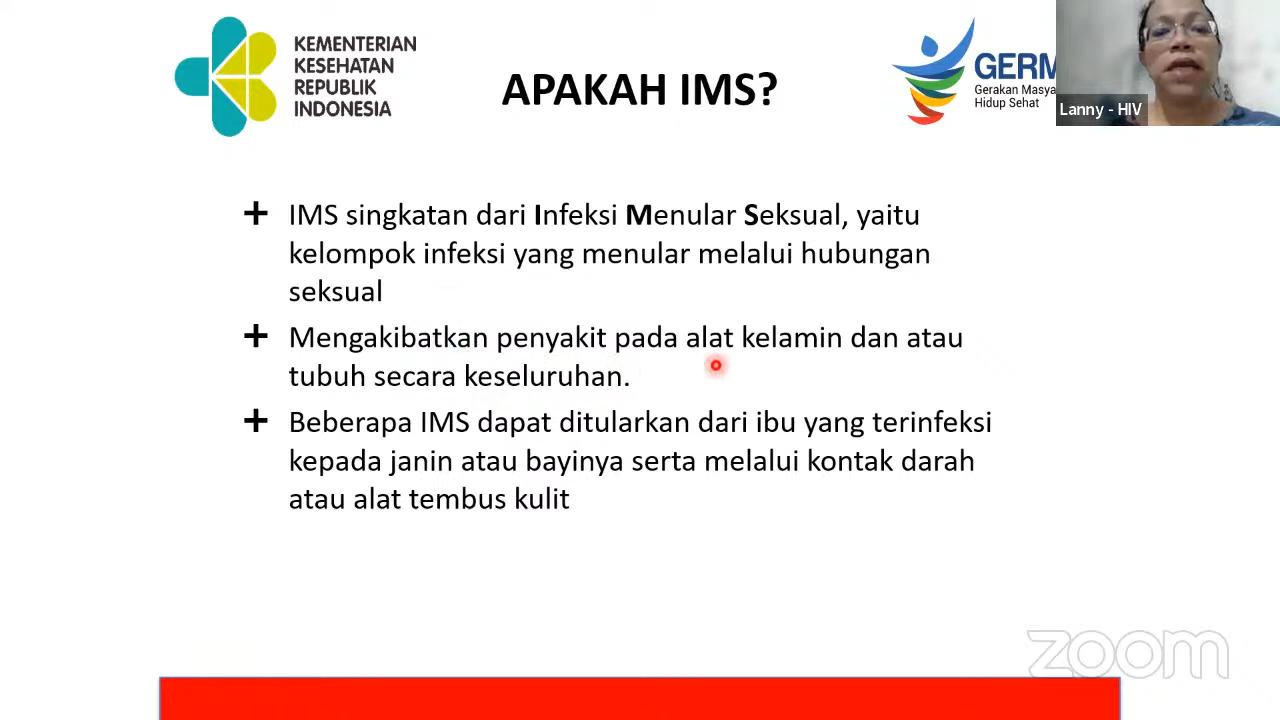 KEMENTERIAN
KESEHATAN
REPUBLIK
INDONESIA
APAKAH IMS?
GERM
Gerakan Masya
Hidup Sehat
Lanny - HIV
+ IMS singkatan dari Infeksi Menular Seksual, yaitu
kelompok infeksi yang menular melalui hubungan
seksual
+ Mengakibatkan penyakit pada alat kelamin dan atau
tubuh secara keseluruhan.
+ Beberapa IMS dapat ditularkan dari ibu yang terinfeksi
kepada janin atau bayinya serta melalui kontak darah
atau alat tembus kulit
zoom